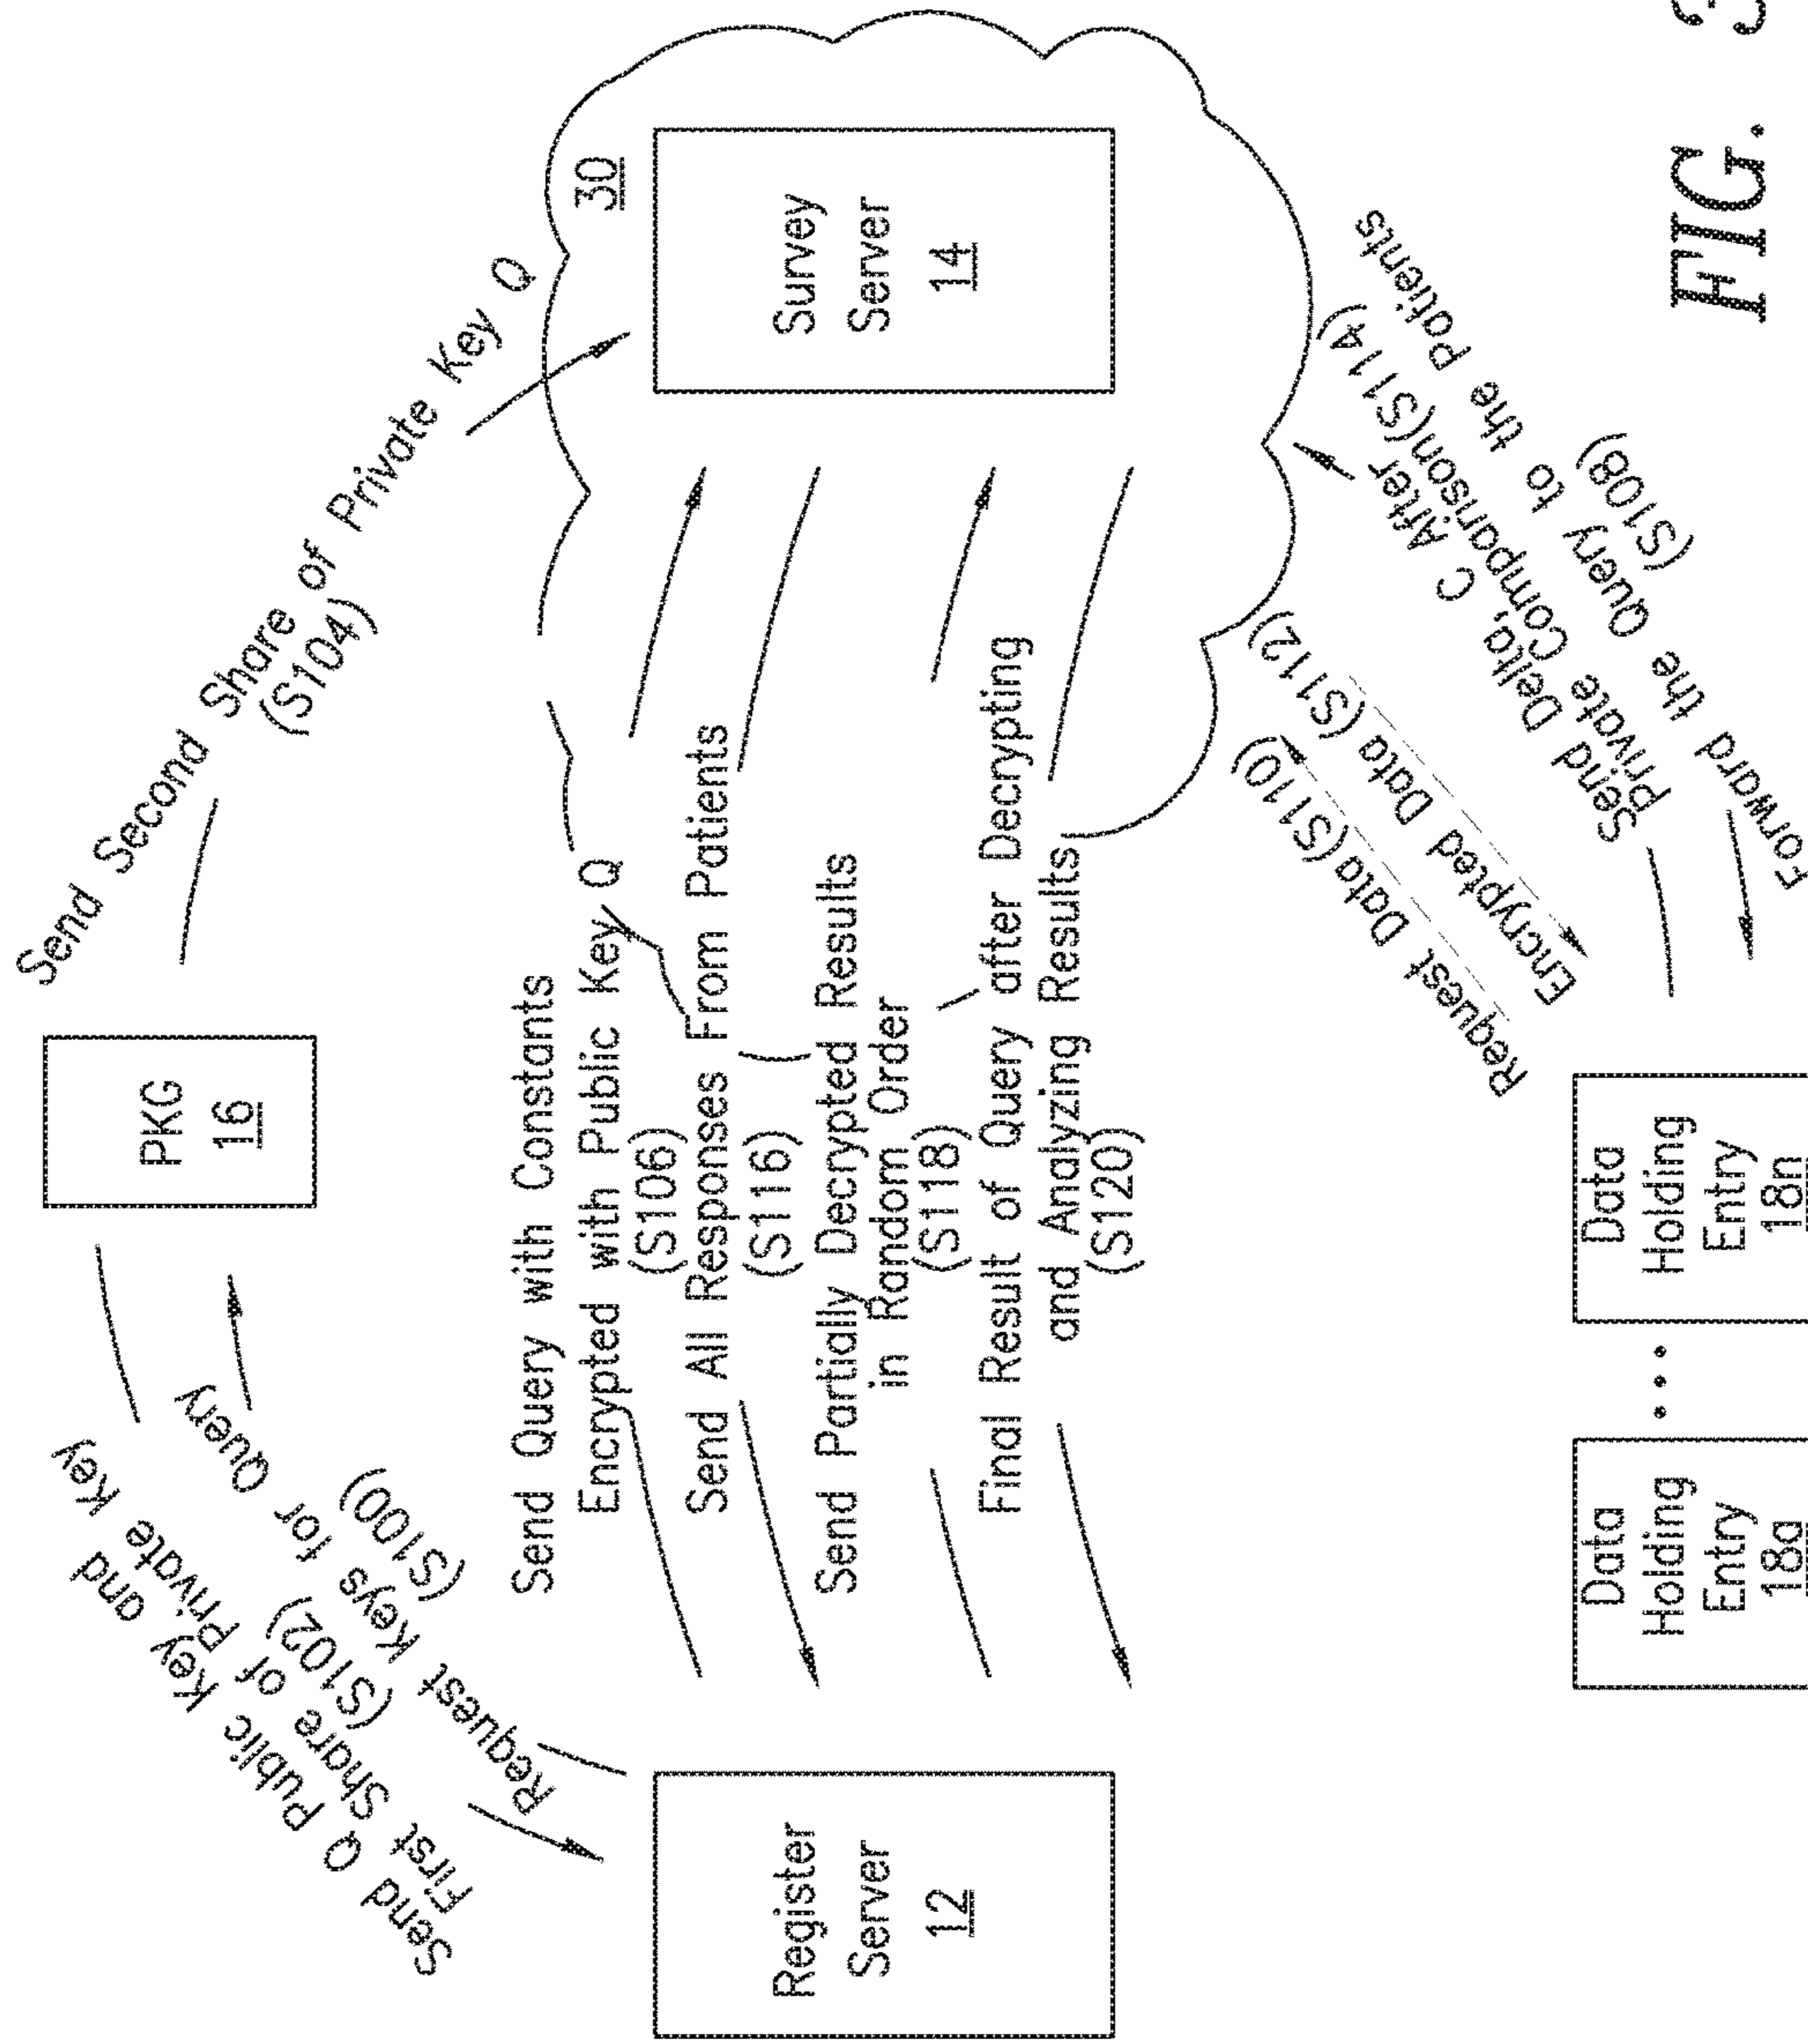 Send Second Share of Private Key Q
(S104)
PKG
16
Send Q Public Key and
First Share of Private Key
(S102)
Request Keys for Query
(S100)
30
Survey
Server
14
Register
Server
12
Send Query with Constants
Encrypted with Public Key Q
(S106)
Send All Responses From Patients
(S116)
Send Partially Decrypted Results
in Random Order
(S118)
Final Result of Query after Decrypting
and Analyzing Results
(S120)
Request Data(S110)
Encrypted Data (S112)
Send Delta, C After
Private Comparison(S114)
Forward the Query to the Patients
(S108)
Data
Holding
Entry
18a
Data
Holding
Entry
18n
FIG. 3